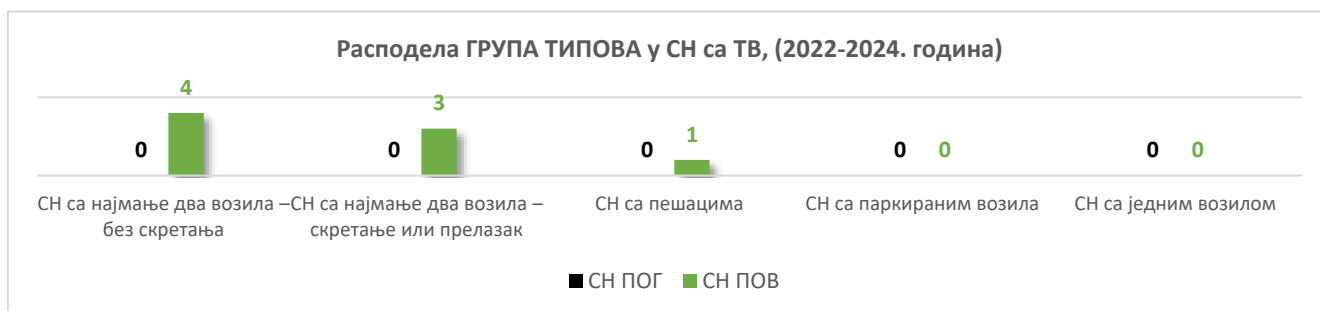 Расподела ГРУПА ТИПОВА у СН са ТВ, (2022-2024. година)
4
3
1
0
0
0
0 0
0 0
СН са најмање два возила –
без скретања
СН са најмање два возила –
скретање или прелазак
СН са пешацима
СН са паркираним возила
СН са једним возилом
СН ПОГ СН ПОВ